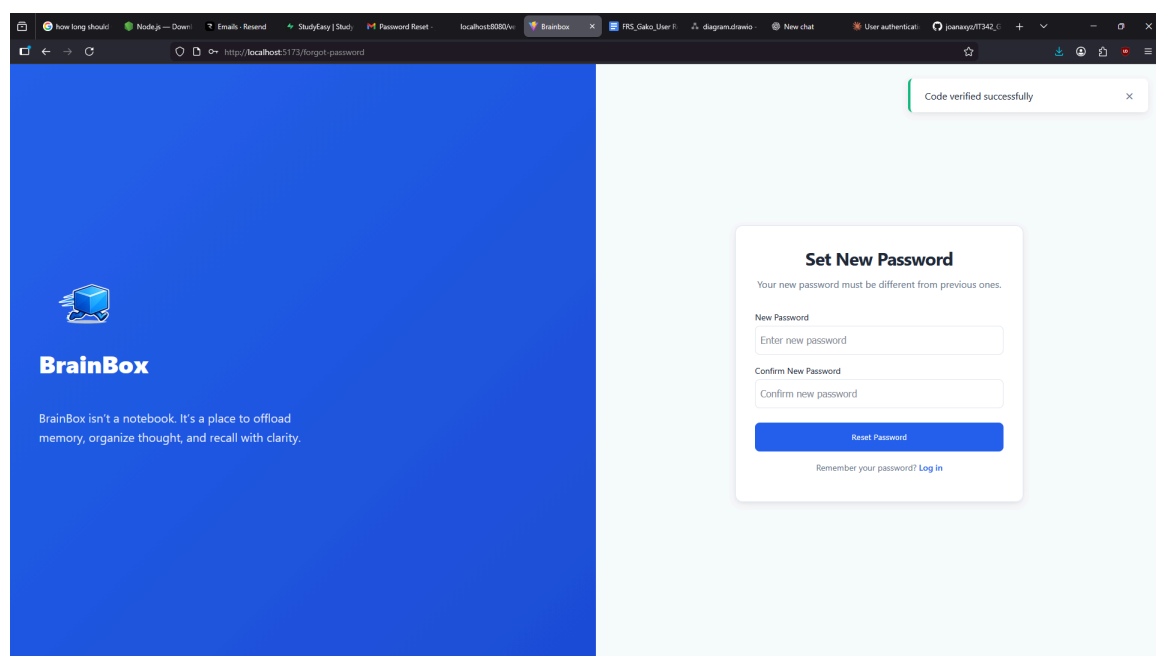 how long should
Node.js — Downl
Emails · Resend
StudyEasy | Study
Password Reset -
localhost:8080/ve
Brainbox
FRS_Gako_User R
diagram.drawio -
New chat
User authenticati
joanaxyz/IT342_G
http://localhost:5173/forgot-password
Code verified successfully
Set New Password
Your new password must be different from previous ones.
New Password
Enter new password
Confirm New Password
Confirm new password
Reset Password
Remember your password? Log in
BrainBox
BrainBox isn't a notebook. It's a place to offload
memory, organize thought, and recall with clarity.